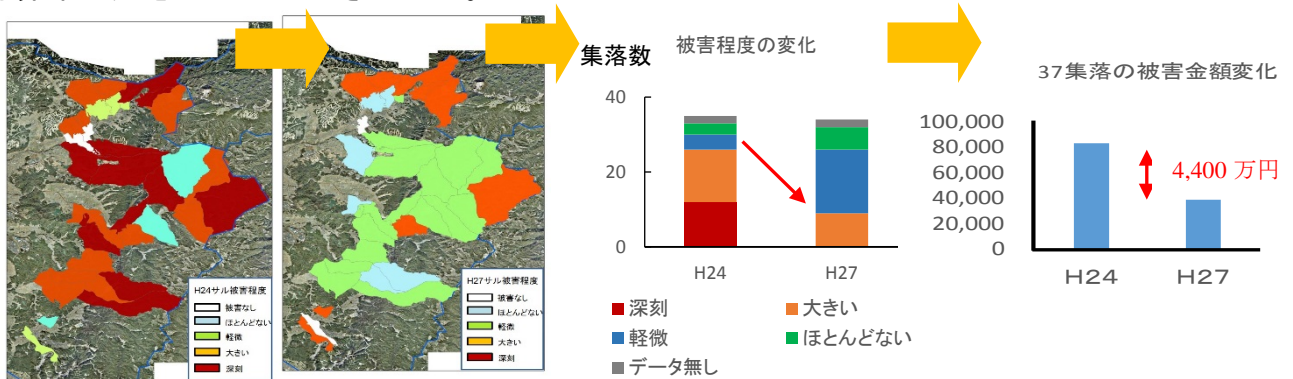 H24サル被害程度
被害なし
ほとんどない
軽微
大きい
深刻
H27サル被害程度
被害なし
ほとんどない
軽微
大きい
深刻
集落数
被害程度の変化
40
20
0
H24
H27
深刻
大きい
軽微
ほとんどない
データ無し
37集落の被害金額変化
100,000
80,000
60,000
40,000
20,000
0
4,400 万円
H24
H27